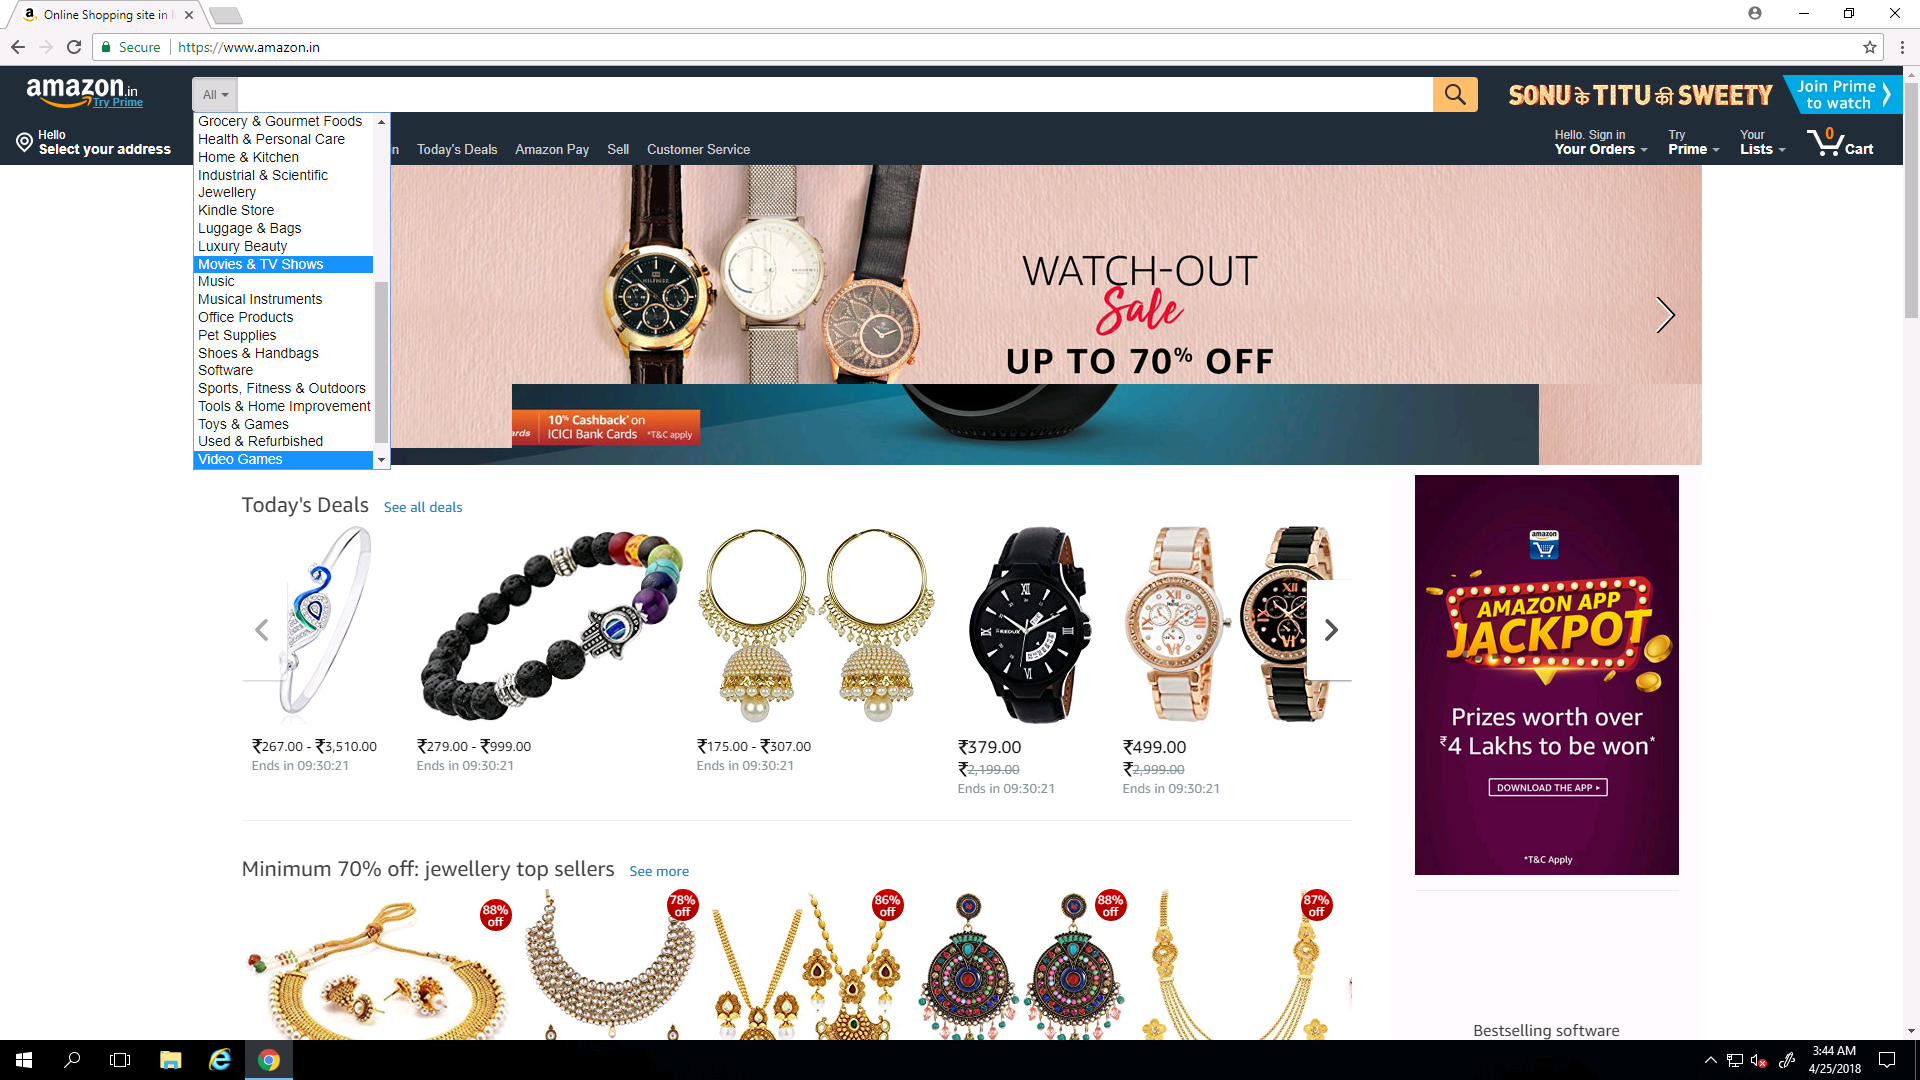 Online Shopping site in
Secure
https://www.amazon.in
amazon.in
Try Prime
All
SONU के TITU की SWEETY
Join Prime
to watch
Hello
Select your address
n
Today's Deals
Amazon Pay
Sell
Customer Service
Hello. Sign in
Your Orders
Try
Prime
Your
Lists
0
Cart
Grocery & Gourmet Foods
Health & Personal Care
Home & Kitchen
Industrial & Scientific
Jewellery
Kindle Store
Luggage & Bags
Luxury Beauty
Movies & TV Shows
Music
Musical Instruments
Office Products
Pet Supplies
Shoes & Handbags
Software
Sports, Fitness & Outdoors
Tools & Home Improvement
Toys & Games
Used & Refurbished
Video Games
WATCH-OUT
Sale
UP TO 70% OFF
ards
10% Cashback* on
ICICI Bank Cards *T&C apply
Today's Deals
See all deals
₹267.00 - ₹3,510.00
Ends in 09:30:21
₹279.00 - ₹999.00
Ends in 09:30:21
₹175.00 - ₹307.00
Ends in 09:30:21
₹379.00
₹2,199.00
Ends in 09:30:21
₹499.00
₹2,999.00
Ends in 09:30:21
amazon
AMAZON APP
JACKPOT
Prizes worth over
₹4 Lakhs to be won*
DOWNLOAD THE APP
*T&C Apply
Minimum 70% off: jewellery top sellers
See more
88%
off
78%
off
86%
off
88%
off
87%
off
Bestselling software
3:44 AM
4/25/2018